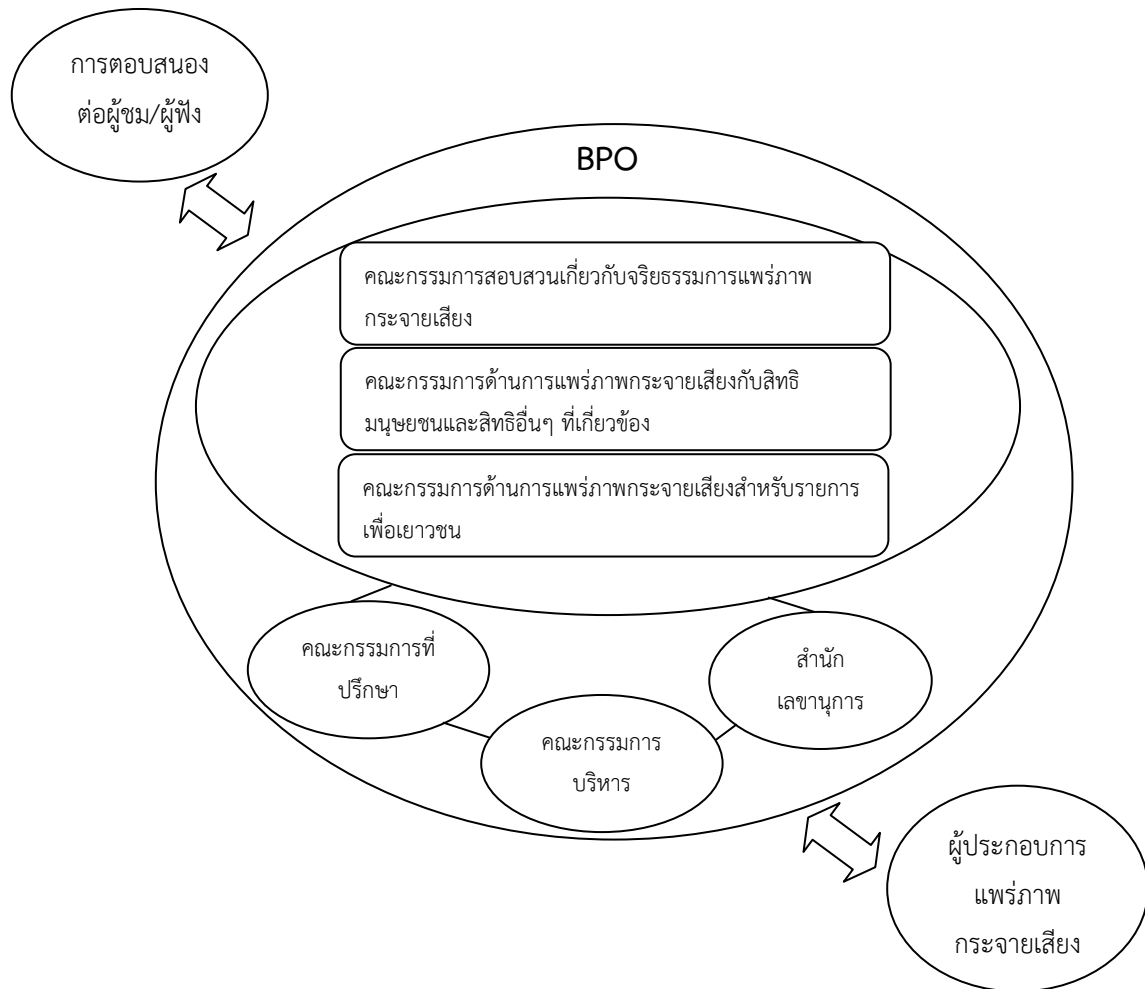 การตอบสนอง
ต่อผู้ชม/ผู้ฟัง
BPO
คณะกรรมการสอบสวนเกี่ยวกับจริยธรรมการแพร่ภาพ
กระจายเสียง
คณะกรรมการด้านการแพร่ภาพกระจายเสียงกับสิทธิ
มนุษยชนและสิทธิอื่นๆ ที่เกี่ยวข้อง
คณะกรรมการด้านการแพร่ภาพกระจายเสียงสำหรับรายการ
เพื่อเยาวชน
คณะกรรมการที่
ปรึกษา
สำนัก
เลขานุการ
คณะกรรมการ
บริหาร
ผู้ประกอบการ
แพร่ภาพ
กระจายเสียง